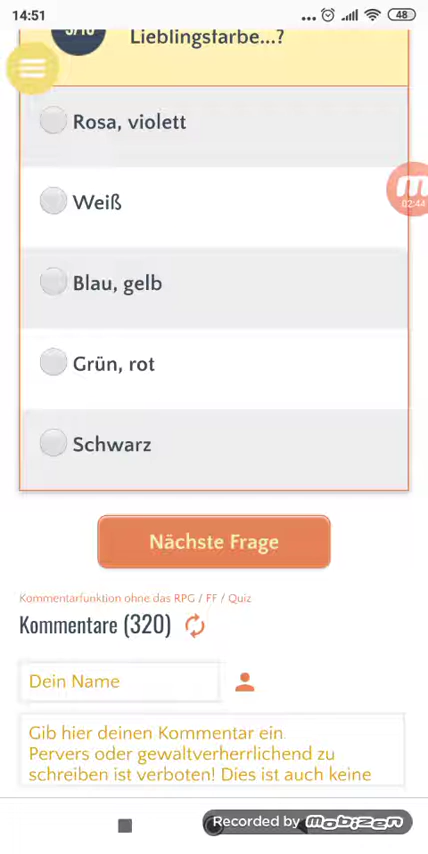 14:51
48
Lieblingsfarbe...?
Rosa, violett
02:44
Weiß
Blau, gelb
Grün, rot
Schwarz
Nächste Frage
Kommentarfunktion ohne das RPG / FF / Quiz
Kommentare (320)
Dein Name
Gib hier deinen Kommentar ein
Pervers oder gewaltverherrlichend zu
schreiben ist verboten! Dies ist auch keine
Recorded by mobizen